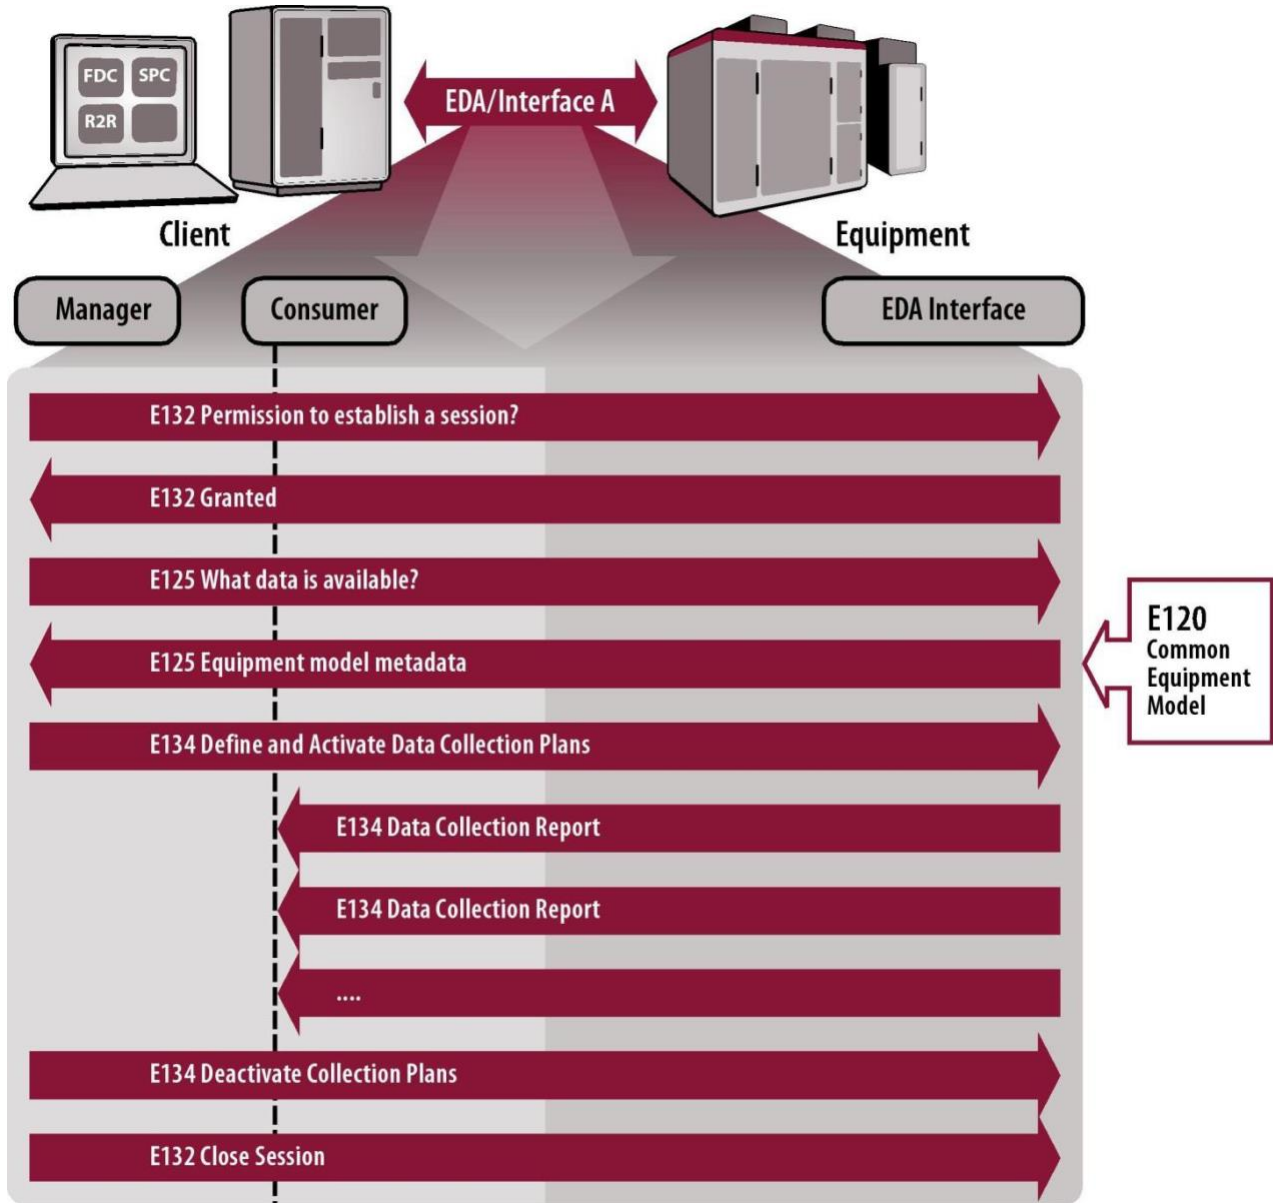 FDC SPC
R2R
EDA/Interface A
Client
Equipment
Manager
Consumer
EDA Interface
E132 Permission to establish a session?
E132 Granted
E125 What data is available?
E125 Equipment model metadata
E120
Common
Equipment
Model
E134 Define and Activate Data Collection Plans
E134 Data Collection Report
E134 Data Collection Report
....
E134 Deactivate Collection Plans
E132 Close Session